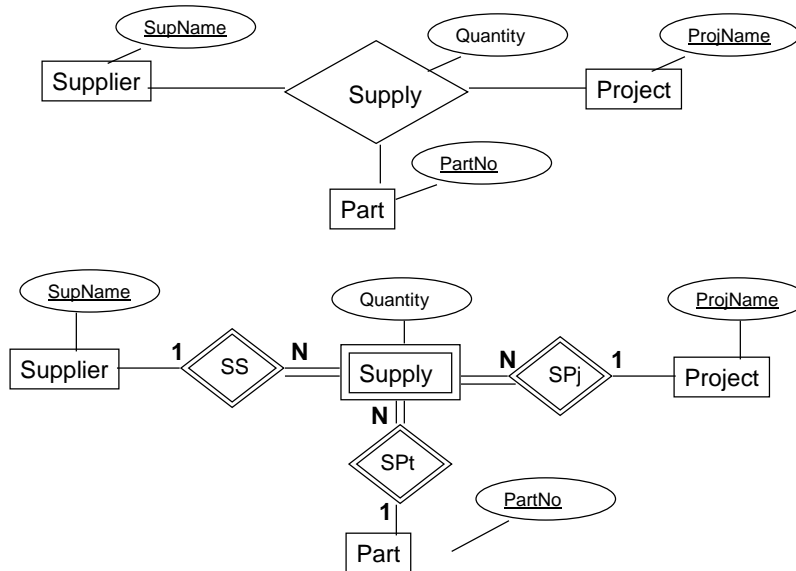 SupName
Quantity
ProjName
Supplier
Supply
Project
PartNo
Part
SupName
Quantity
ProjName
Supplier
1
SS
N
Supply
N
SPj
1
Project
N
SPt
1
PartNo
Part